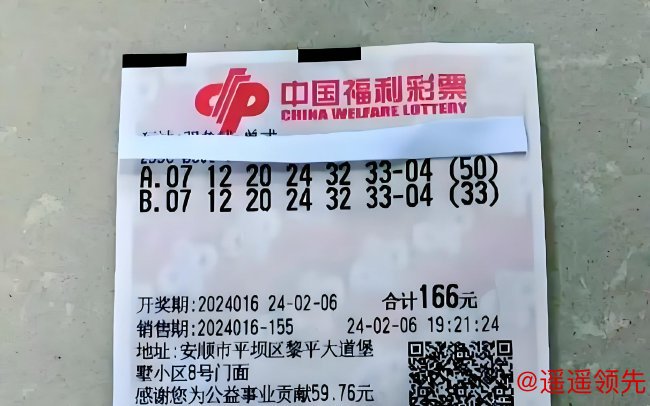 中国福利彩票
CHINA WELFARE LOTTERY
A.07 12 20 24 32 33-04 (50)
B.07 12 20 24 32 33-04 (33)
开奖期:2024016 24-02-06 合计166元
销售期:2024016-155 24-02-06 19:21:24
地址:安顺市平坝区黎平大道堡
墅小区8号门面
感谢您为公益事业贡献59.76元
@遥遥领先